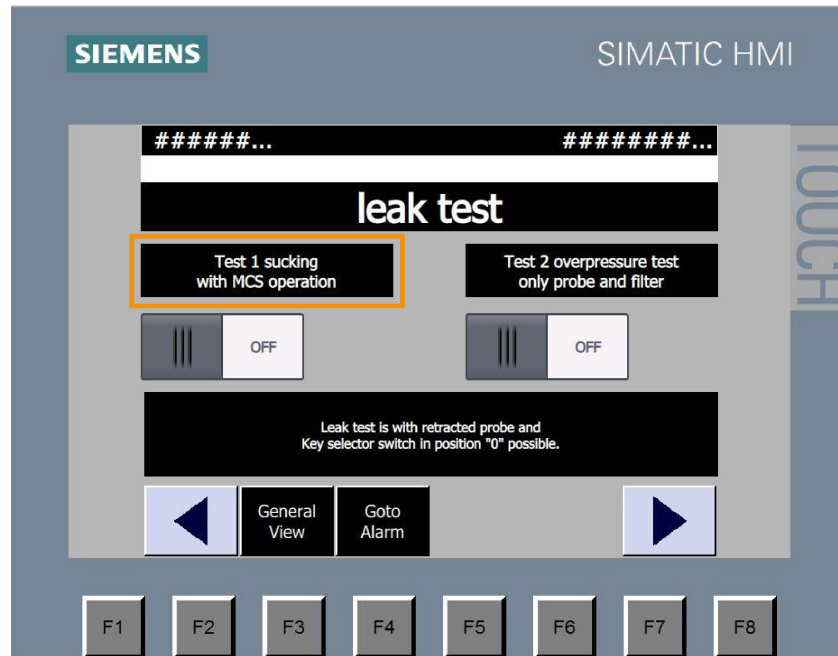 SIEMENS
SIMATIC HMI
TOUCH
######...
########...
leak test
Test 1 sucking
with MCS operation
Test 2 overpressure test
only probe and filter
OFF
OFF
Leak test is with retracted probe and
Key selector switch in position "0" possible.
General
View
Goto
Alarm
F1
F2
F3
F4
F5
F6
F7
F8